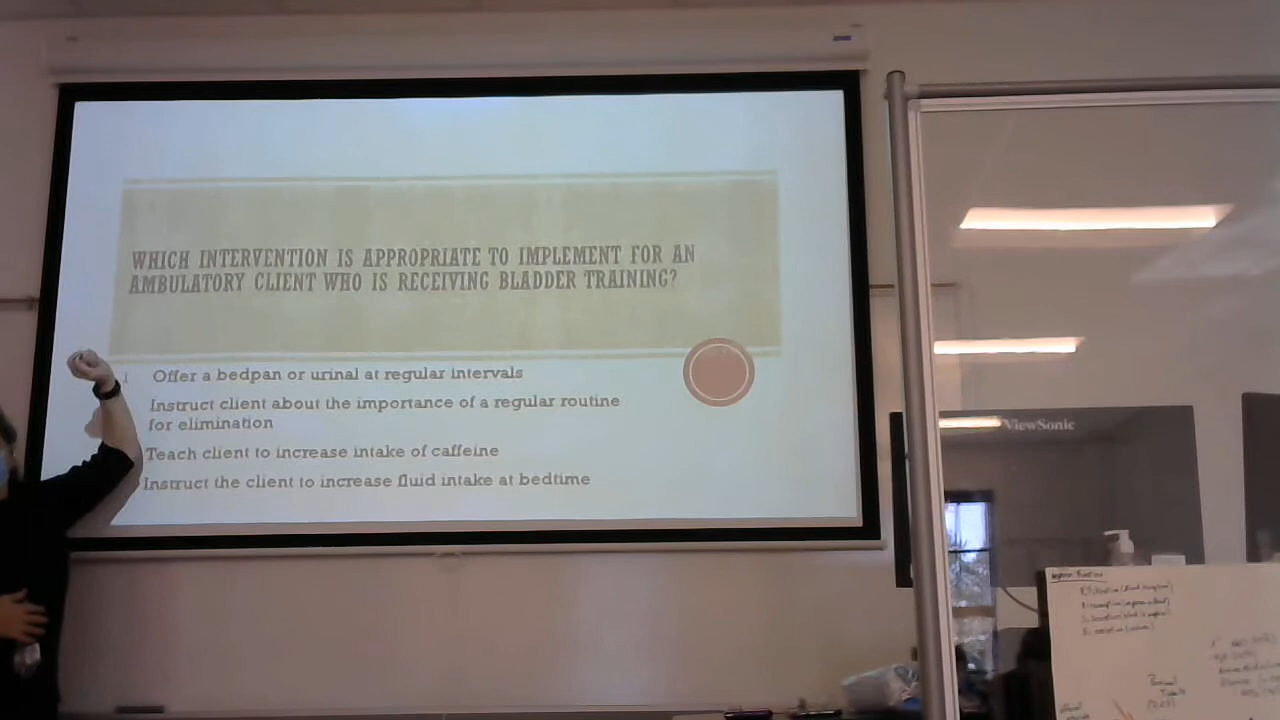 WHICH INTERVENTION IS APPROPRIATE TO IMPLEMENT FOR AN
AMBULATORY CLIENT WHO IS RECEIVING BLADDER TRAINING?
Offer a bedpan or urinal at regular intervals
Instruct client about the importance of a regular routine
for elimination
Teach client to increase intake of caffeine
Instruct the client to increase fluid intake at bedtime
ViewSonic